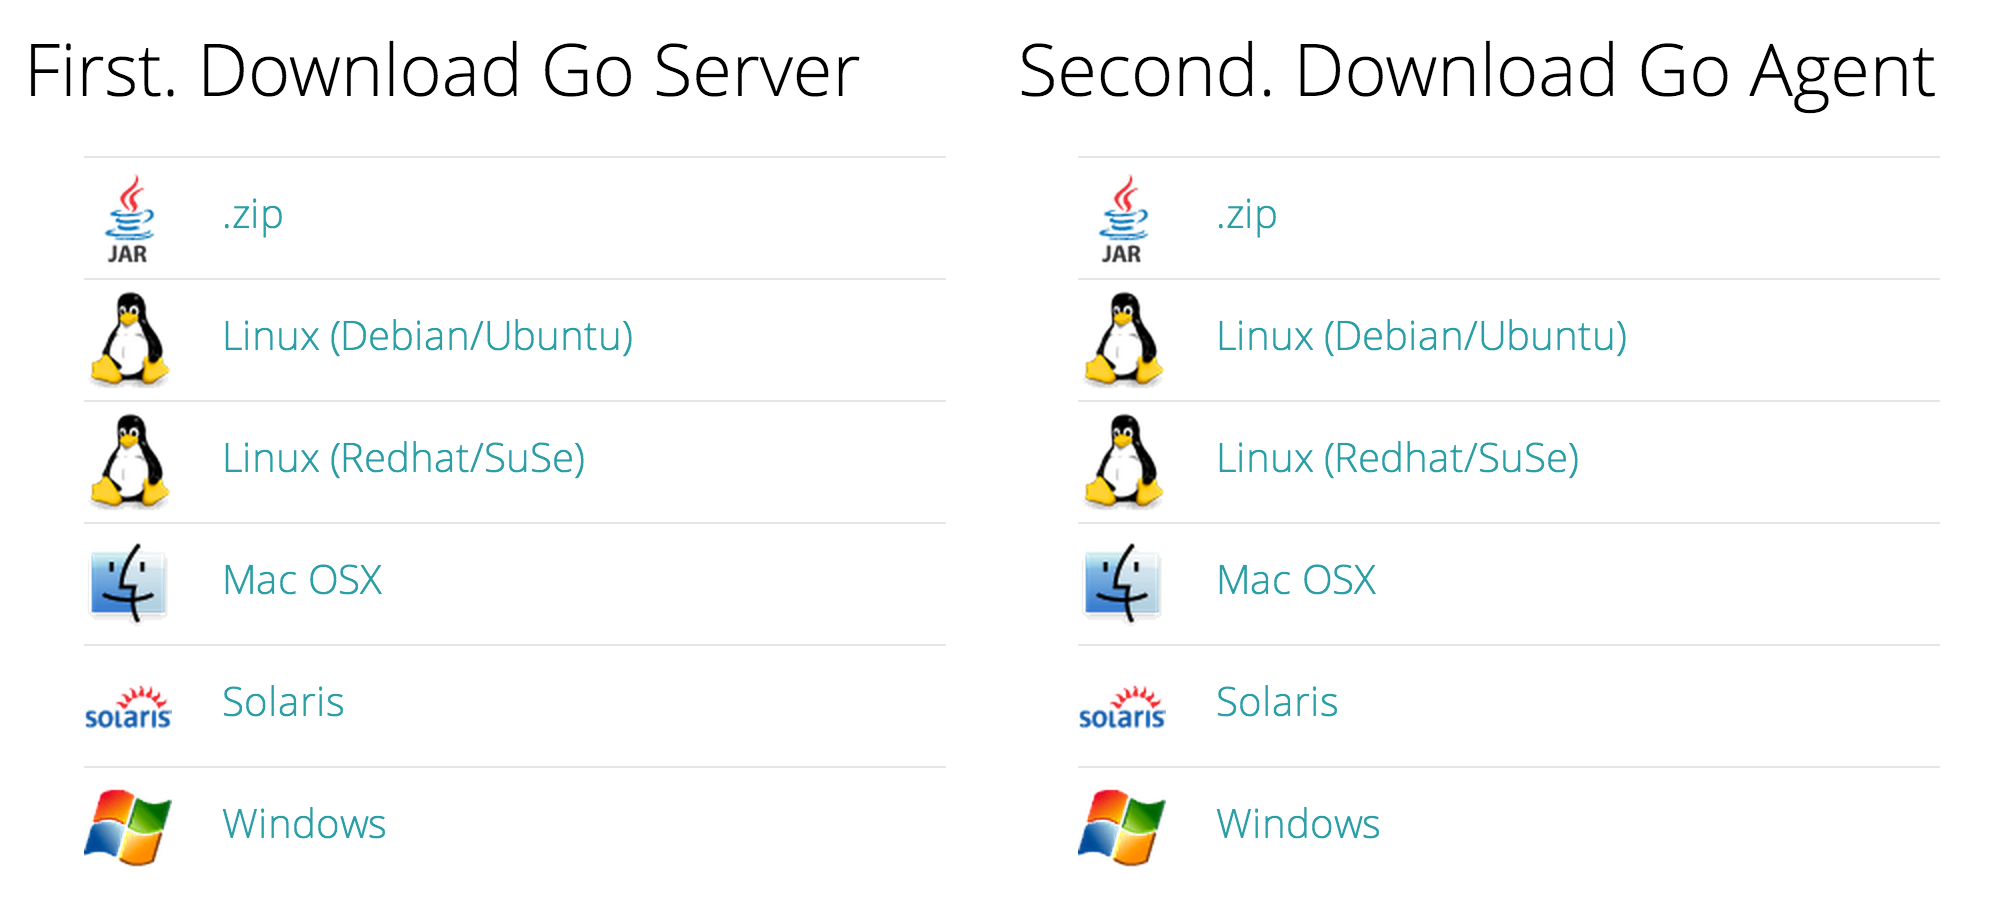 First. Download Go Server
JAR
.zip
Linux (Debian/Ubuntu)
Linux (Redhat/SuSe)
Mac OSX
solaris
Solaris
Windows
Second. Download Go Agent
JAR
.zip
Linux (Debian/Ubuntu)
Linux (Redhat/SuSe)
Mac OSX
solaris
Solaris
Windows